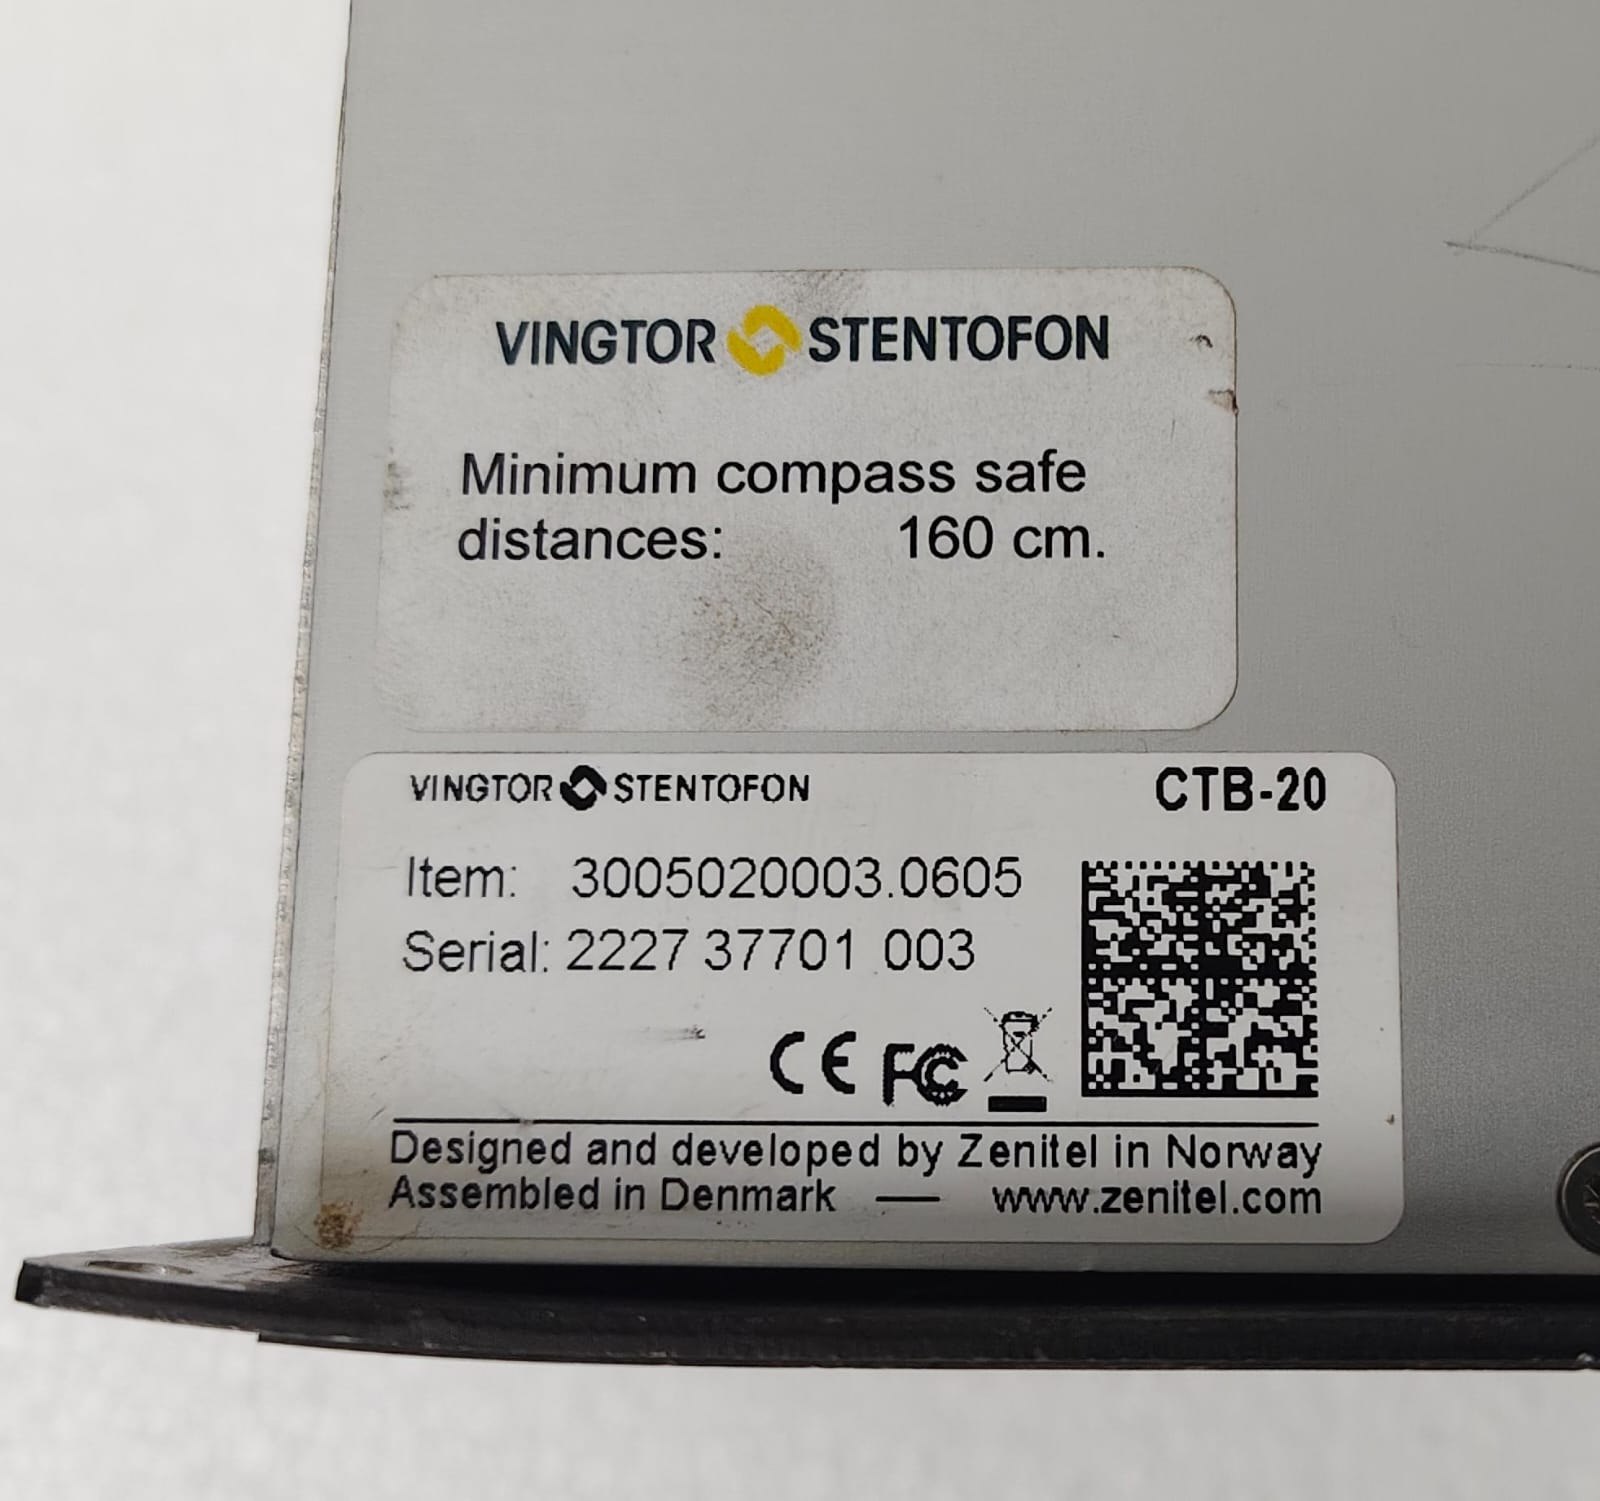 VINGTOR STENTOFON
Minimum compass safe
distances: 160 cm.
VINGTOR STENTOFON CTB-20
Item: 3005020003.0605
Serial: 2227 37701 003
CE FC
Designed and developed by Zenitel in Norway
Assembled in Denmark — www.zenitel.com